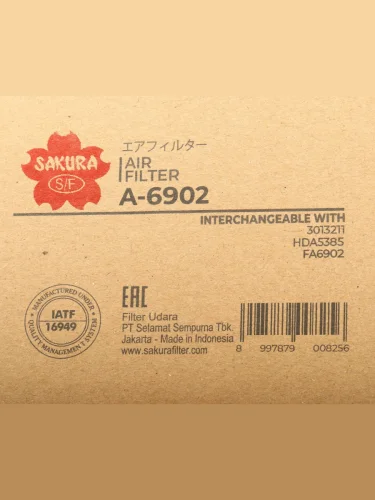 SAKURA
S/F
エアフィルター
AIR
FILTER
A-6902
INTERCHANGEABLE WITH
3013211
HDA5385
FA6902
MANUFACTURED UNDER
IATF
16949
QUALITY MANAGEMENT SYSTEM
EAC
Filter Udara
PT Selamat Sempurna Tbk.
Jakarta - Made in Indonesia
www.sakurafilter.com
8 997879 008256